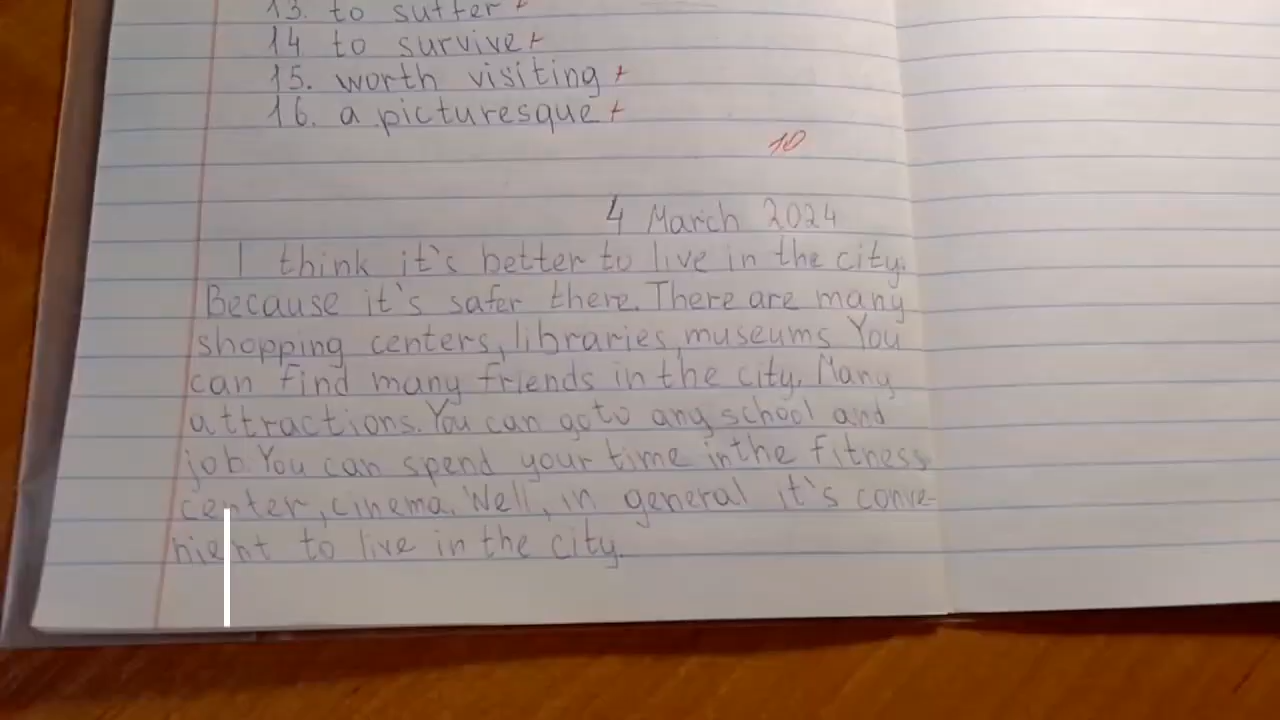 13. to suffer +
14 to survive +
15. worth visiting +
16. a picturesque +
10
4 March 2024
I think it's better to live in the city.
Because it's safer there. There are many
shopping centers, libraries, museums. You
can find many friends in the city. Many
attractions. You can go to any school and
job. You can spend your time in the fitness
center, cinema. Well, in general it's conve-
nient to live in the city.